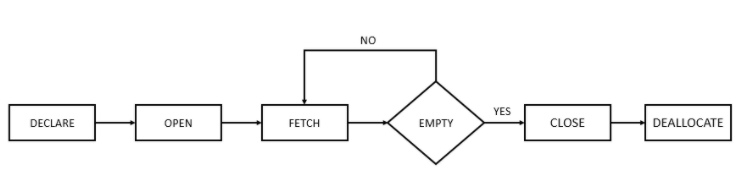 NO
DECLARE
OPEN
FETCH
EMPTY
YES
CLOSE
DEALLOCATE